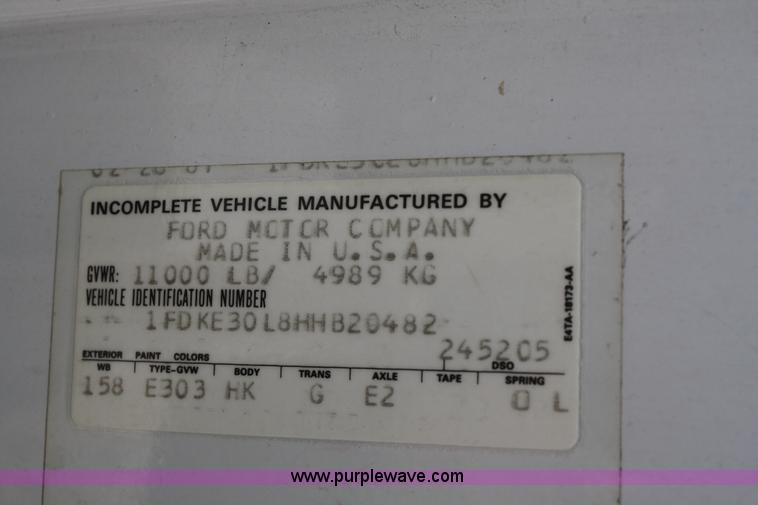 INCOMPLETE VEHICLE MANUFACTURED BY
FORD MOTOR COMPANY
MADE IN U.S.A.
GVWR: 11000 LB/ 4989 KG
VEHICLE IDENTIFICATION NUMBER
1FDKE30L8HHB20482
E4TA-18173-AA
245205
EXTERIOR PAINT COLORS DSO
WB TYPE-GVW BODY TRANS AXLE TAPE SPRING
158 E303 HK G E2 0 L
www.purplewave.com